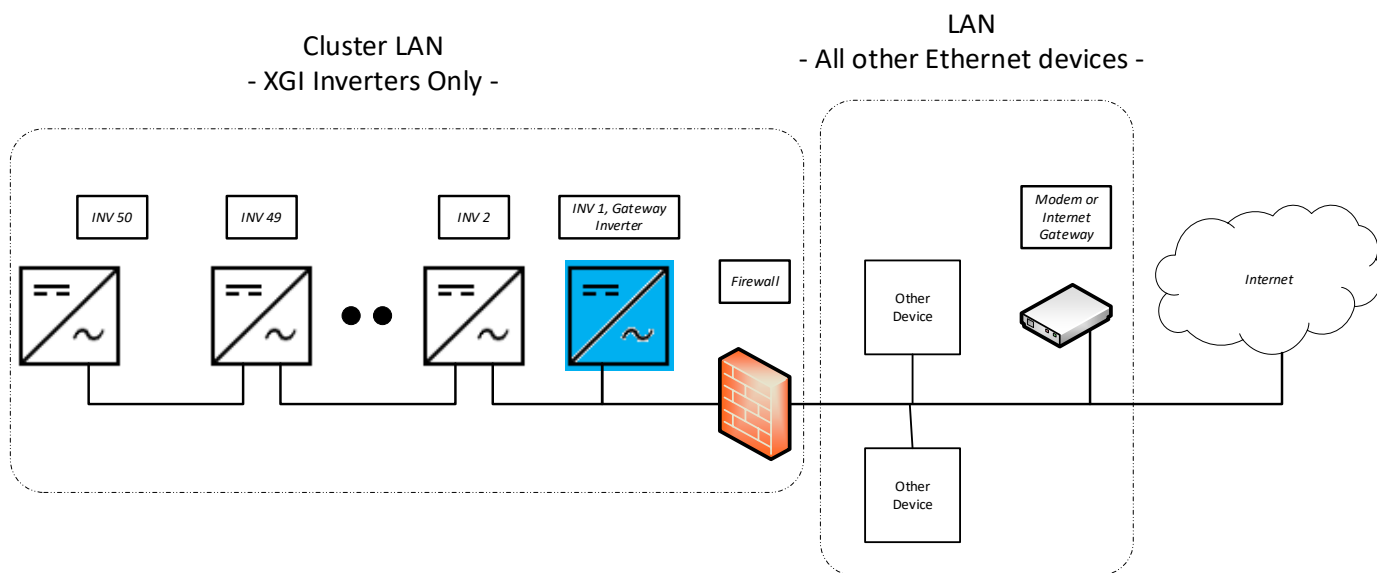 Cluster LAN
- XGI Inverters Only -
LAN
- All other Ethernet devices -
INV 50
INV 49
INV 2
INV 1, Gateway
Inverter
Firewall
Other
Device
Modem or
Internet
Gateway
Internet
Other
Device